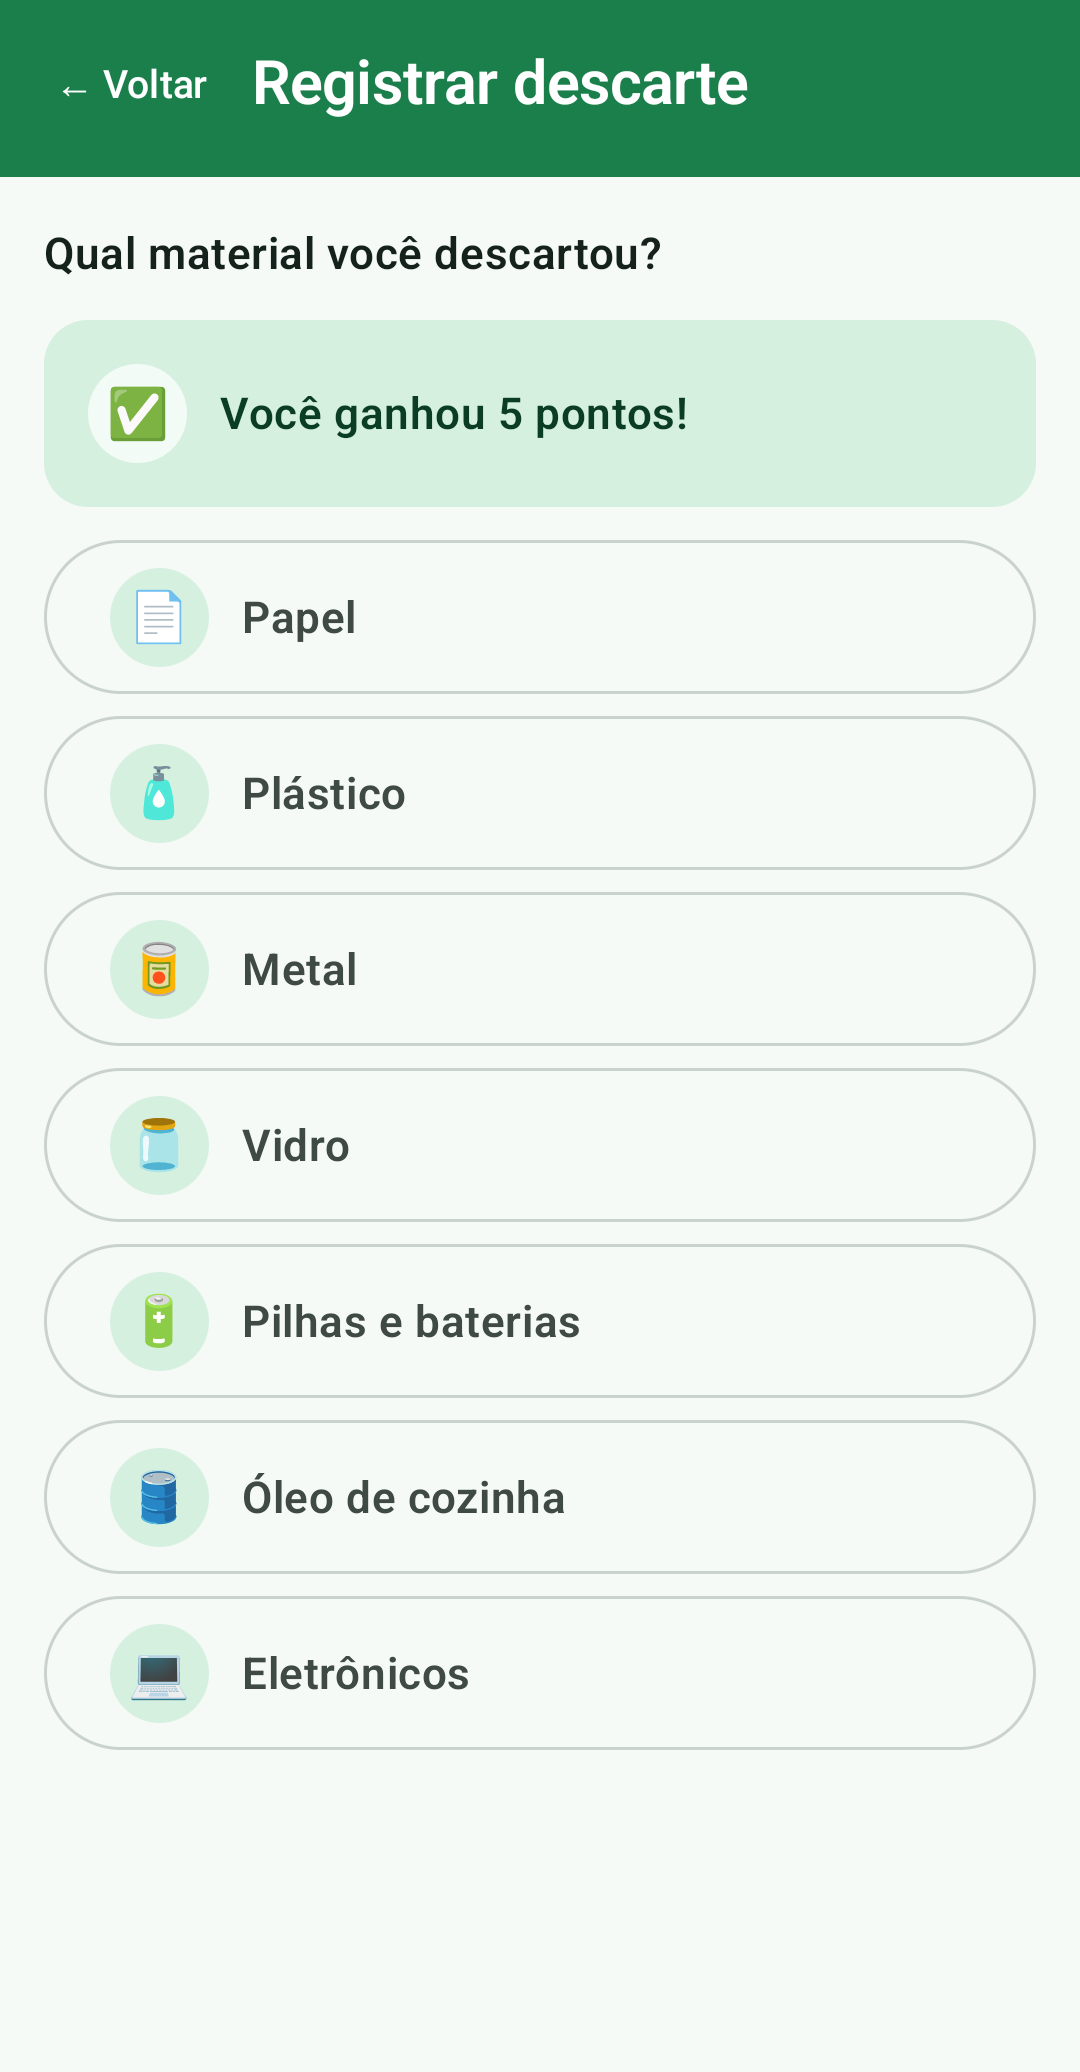 ← Voltar Registrar descarte
Qual material você descartou?
Você ganhou 5 pontos!
Papel
Plástico
Metal
Vidro
Pilhas e baterias
Óleo de cozinha
Eletrônicos